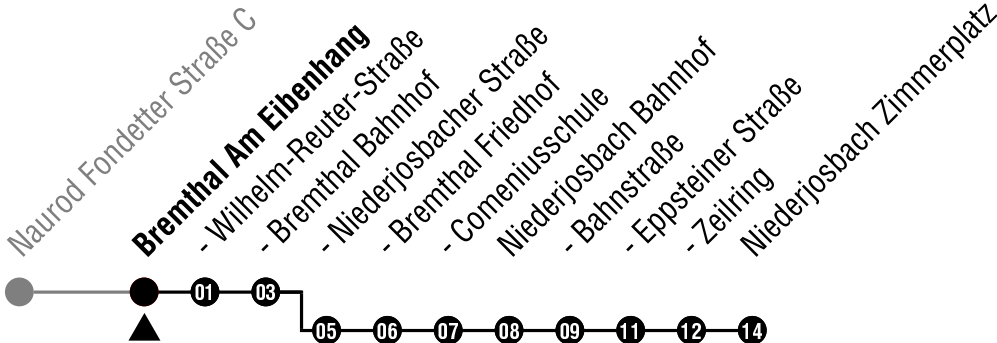 Naurod Fondetter Straße C
Bremthal Am Eibenhang
- Wilhelm-Reuter-Straße
- Bremthal Bahnhof
- Niederjosbacher Straße
- Bremthal Friedhof
- Comeniusschule
Niederjosbach Bahnhof
- Bahnstraße
- Eppsteiner Straße
- Zeilring
Niederjosbach Zimmerplatz
01 03
05 06 07 08 09 11 12 14